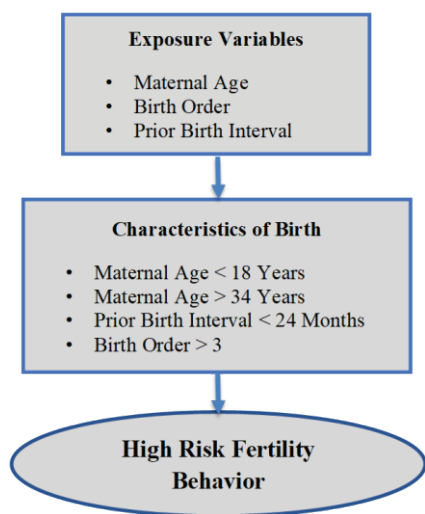 Exposure Variables
• Maternal Age
• Birth Order
• Prior Birth Interval
Characteristics of Birth
• Maternal Age < 18 Years
• Maternal Age > 34 Years
• Prior Birth Interval < 24 Months
• Birth Order > 3
High Risk Fertility
Behavior